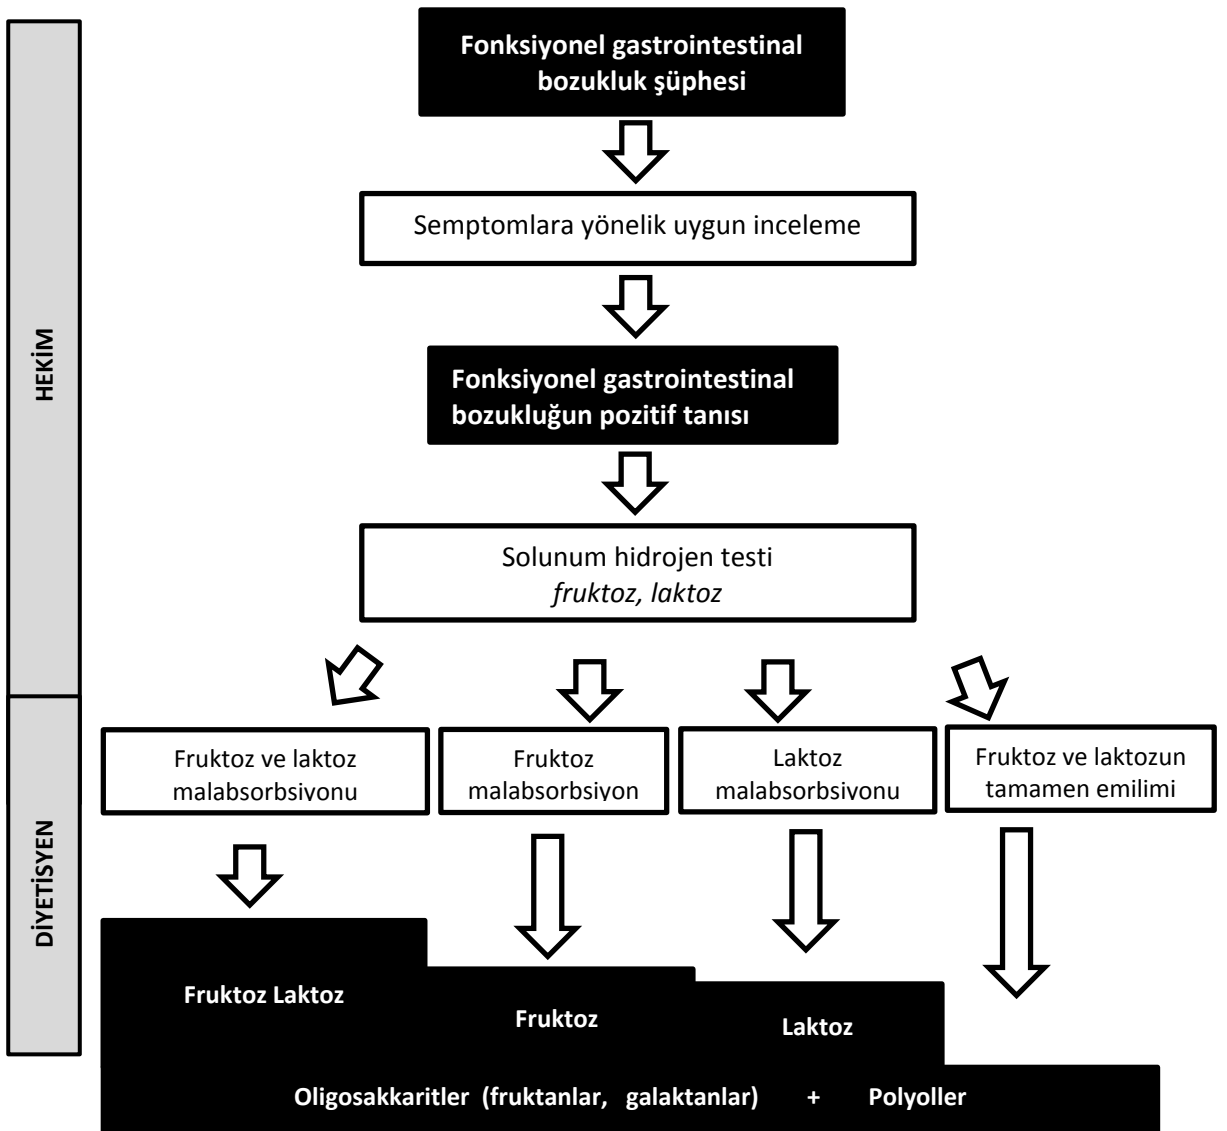 Fonksiyonel gastrointestinal
bozukluk şüphesi
Semptomlara yönelik uygun inceleme
HEKİM
Fonksiyonel gastrointestinal
bozukluğun pozitif tanısı
Solunum hidrojen testi
fruktoz, laktoz
DİYETİSYEN
Fruktoz ve laktoz
malabsorbsiyonu
Fruktoz
malabsorbsiyon
Laktoz
malabsorbsiyonu
Fruktoz ve laktozun
tamamen emilimi
Fruktoz Laktoz
Fruktoz
Laktoz
Oligosakkaritler (fruktanlar, galaktanlar) + Polyoller